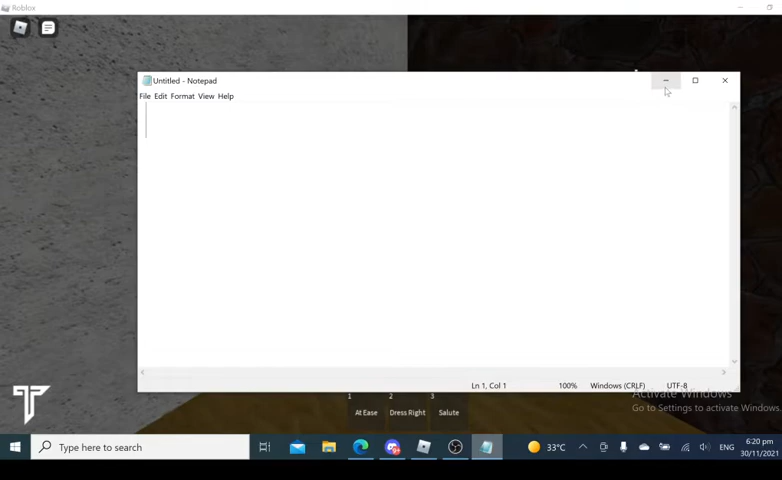 Roblox
Untitled - Notepad
File Edit Format View Help
Ln 1, Col 1 100% Windows (CRLF) UTF-8
Activate Windows
Go to Settings to activate Windows.
1 2 3
At Ease Dress Right Salute
Type here to search
9+
33°C
ENG
6:20 pm
30/11/2021